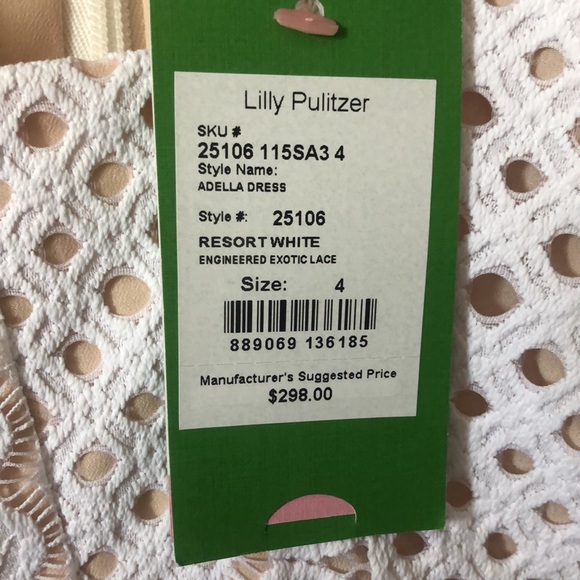 Lilly Pulitzer
SKU #
25106 115SA3 4
Style Name:
ADELLA DRESS
Style #: 25106
RESORT WHITE
ENGINEERED EXOTIC LACE
Size: 4
889069 136185
Manufacturer's Suggested Price
$298.00